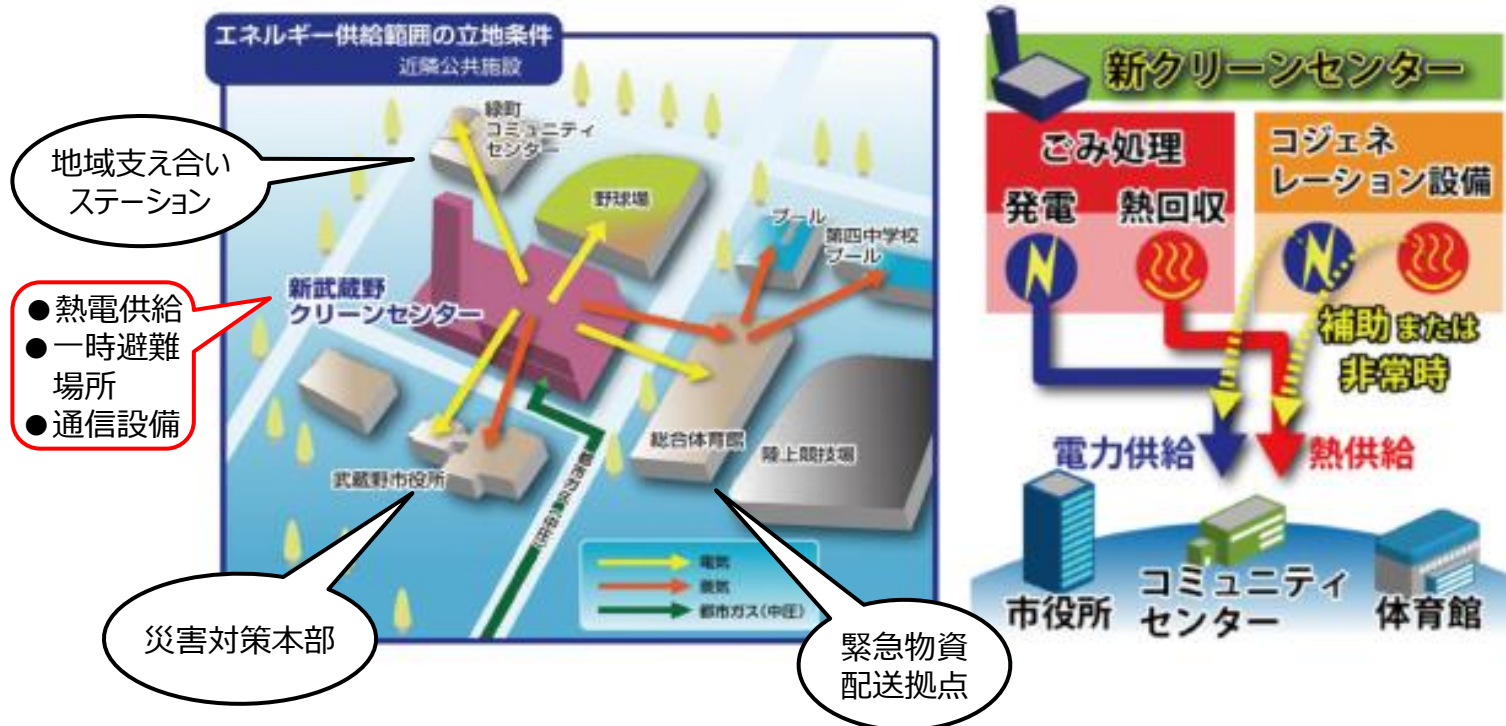 エネルギー供給範囲の立地条件
近隣公共施設
緑町
コミュニティ
センター
地域支え合い
ステーション
野球場
プール
第四中学校
プール
新武蔵野
クリーンセンター
●熱電供給
●一時避難
場所
●通信設備
総合体育館
陸上競技場
武蔵野市役所
都市ガス(中圧)
電気
蒸気
都市ガス(中圧)
災害対策本部
緊急物資
配送拠点
新クリーンセンター
ごみ処理
発電 熱回収
コジェネ
レーション設備
補助または
非常時
電力供給
熱供給
市役所
コミュニティ
センター
体育館